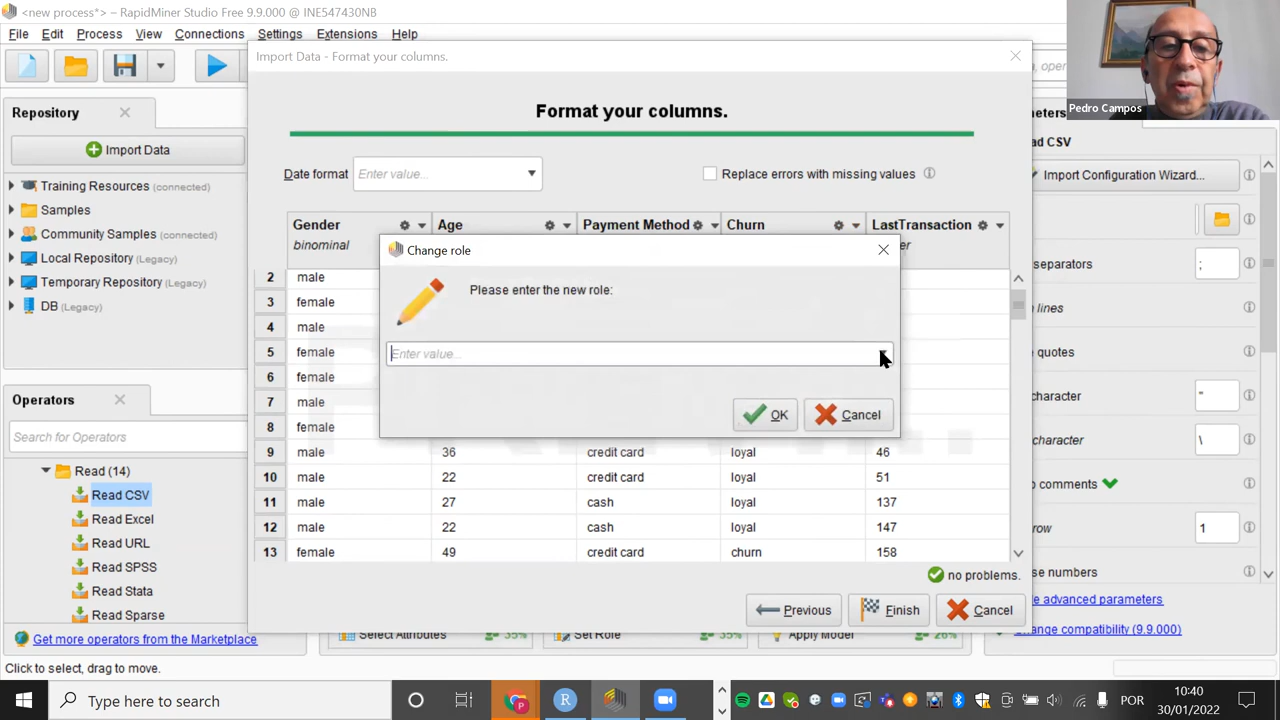 <new process*> – RapidMiner Studio Free 9.9.000 @ INE547430NB
File Edit Process View Connections Settings Extensions Help
Import Data - Format your columns.
Pedro Campos
Repository
Import Data
Training Resources (connected)
Samples
Community Samples (connected)
Local Repository (Legacy)
Temporary Repository (Legacy)
DB (Legacy)
Operators
Search for Operators
Read (14)
Read CSV
Read Excel
Read URL
Read SPSS
Read Stata
Read Sparse
Get more operators from the Marketplace
Click to select, drag to move.
Format your columns.
Date format Enter value...
Replace errors with missing values
Gender Age Payment Method Churn LastTransaction
binominal
2 male
3 female
4 male
5 female
6 female
7 male
8 female
9 male 36 credit card loyal 46
10 male 22 credit card loyal 51
11 male 27 cash loyal 137
12 male 22 cash loyal 147
13 female 49 credit card churn 158
Change role
Please enter the new role:
Enter value...
OK Cancel
no problems.
Previous Finish Cancel
Select Attributes 35% Set Role 35% Apply Model 26%
Import Configuration Wizard...
separators ;
lines
quotes
character "
character \
comments
row 1
numbers
advanced parameters
compatibility (9.9.000)
Type here to search
POR
10:40
30/01/2022